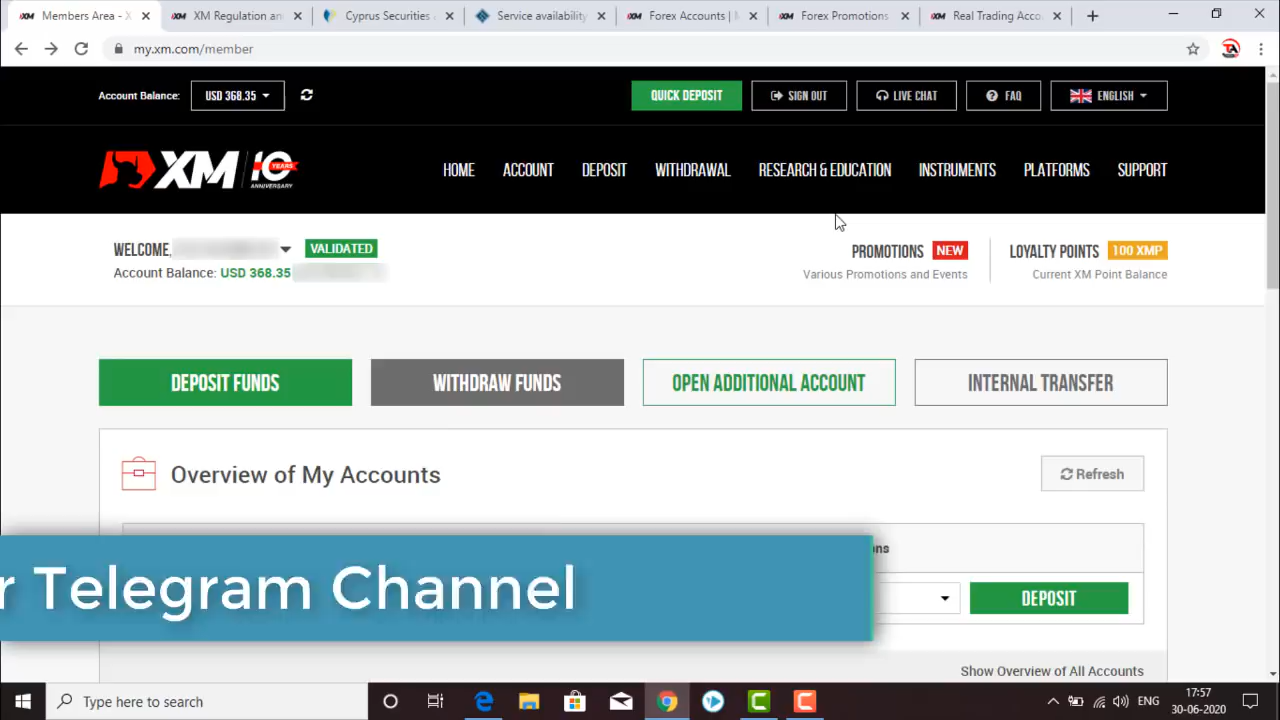 Members Area - X
XM Regulation an
Cyprus Securities &
Service availability
Forex Accounts | M
Forex Promotions
Real Trading Acco
my.xm.com/member
Account Balance: USD 368.35
QUICK DEPOSIT
SIGN OUT
LIVE CHAT
FAQ
ENGLISH
XM 10 YEARS ANNIVERSARY
HOME ACCOUNT DEPOSIT WITHDRAWAL RESEARCH & EDUCATION INSTRUMENTS PLATFORMS SUPPORT
WELCOME, VALIDATED
Account Balance: USD 368.35
PROMOTIONS NEW
Various Promotions and Events
LOYALTY POINTS 100 XMP
Current XM Point Balance
DEPOSIT FUNDS WITHDRAW FUNDS OPEN ADDITIONAL ACCOUNT INTERNAL TRANSFER
Overview of My Accounts
Refresh
ns
r Telegram Channel
DEPOSIT
Show Overview of All Accounts
Type here to search
ENG
17:57
30-06-2020